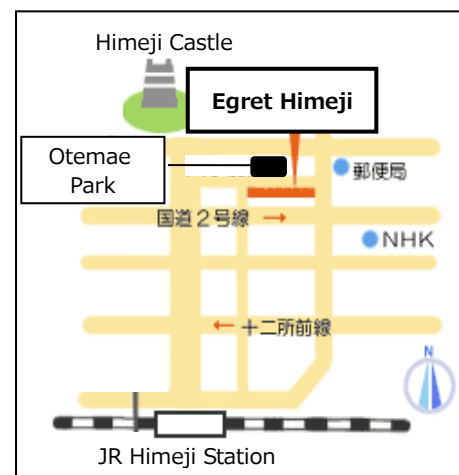 Himeji Castle
Egret Himeji
Otemae
Park
郵便局
国道2号線 →
NHK
← 十二所前線
N
JR Himeji Station